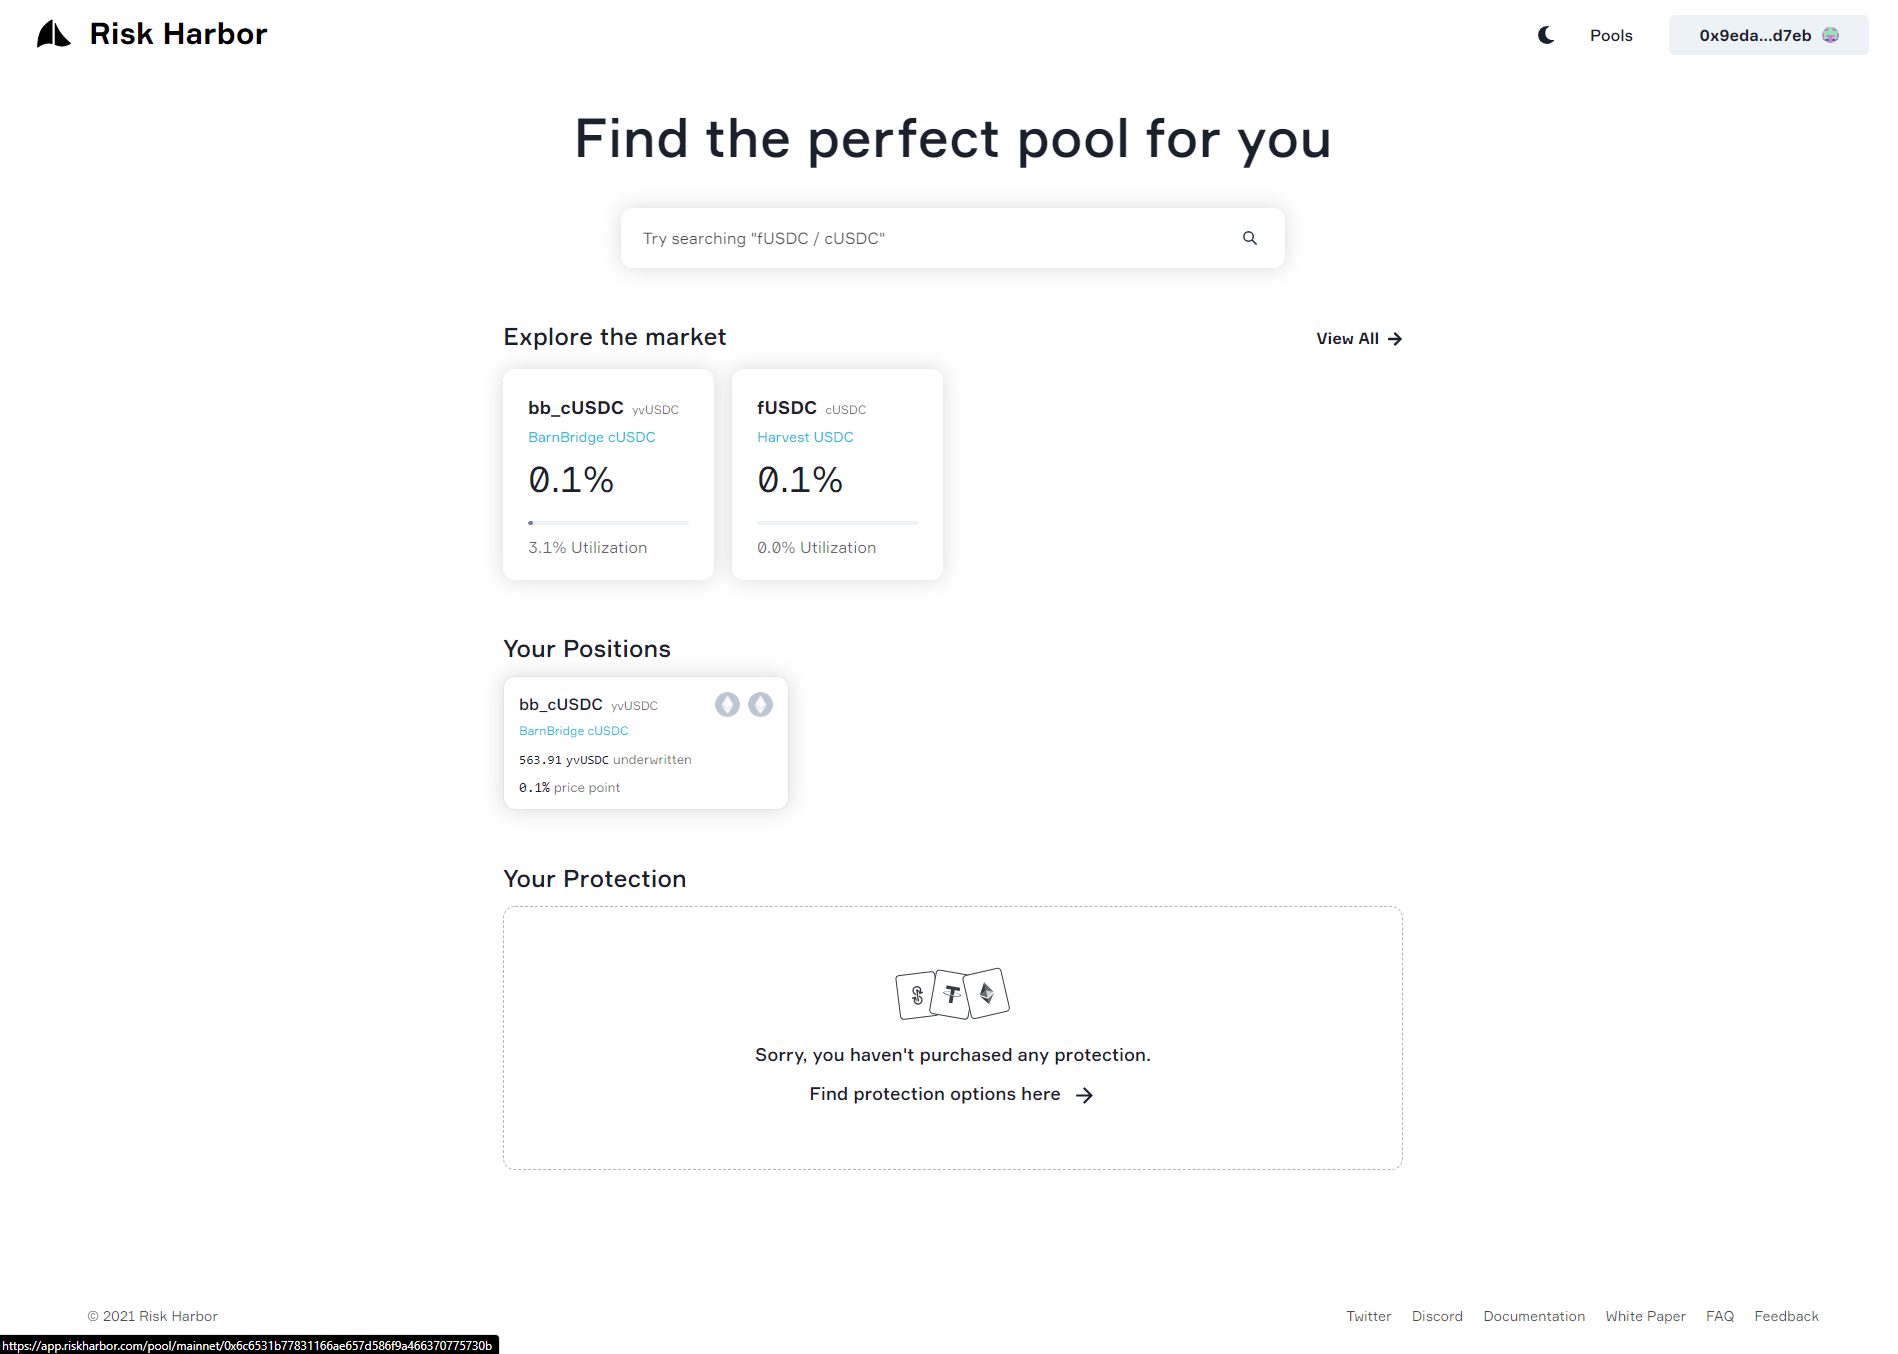 Risk Harbor
Pools
0x9eda...d7eb
Find the perfect pool for you
Try searching "fUSDC / cUSDC"
Explore the market
View All
bb_cUSDC yvUSDC
BarnBridge cUSDC
0.1%
3.1% Utilization
fUSDC cUSDC
Harvest USDC
0.1%
0.0% Utilization
Your Positions
bb_cUSDC yvUSDC
BarnBridge cUSDC
563.91 yvUSDC underwritten
0.1% price point
Your Protection
Sorry, you haven't purchased any protection.
Find protection options here
© 2021 Risk Harbor
Twitter Discord Documentation White Paper FAQ Feedback
https://app.riskharbor.com/pool/mainnet/0x6c6531b77831166ae657d586f9a466370775730b